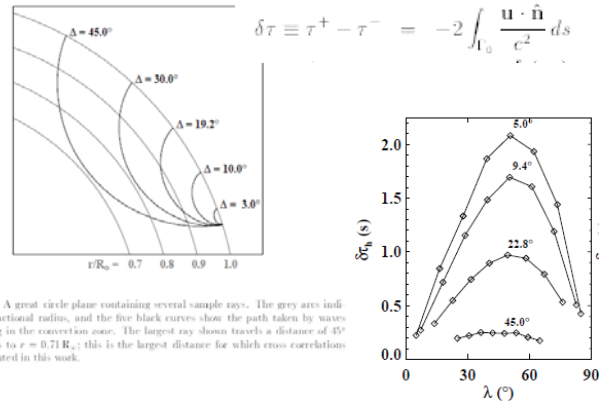 Δ = 45.0°
Δ = 30.0°
Δ = 19.2°
Δ = 10.0°
Δ = 3.0°
r/R☉ = 0.7 0.8 0.9 1.0
δτ ≡ τ⁺ − τ⁻ = −2 ∫Γ₀ u · n̂ / c² ds
A great circle plane containing several sample rays. The grey arcs indi-
ctional radius, and the five black curves show the path taken by waves
g in the convection zone. The largest ray shown travels a distance of 45°
s to r = 0.71 R☉; this is the largest distance for which cross correlations
uted in this work.
5.0°
9.4°
22.8°
45.0°
2.0
1.5
1.0
0.5
0.0
δτₕ (s)
0 30 60 90
λ (°)